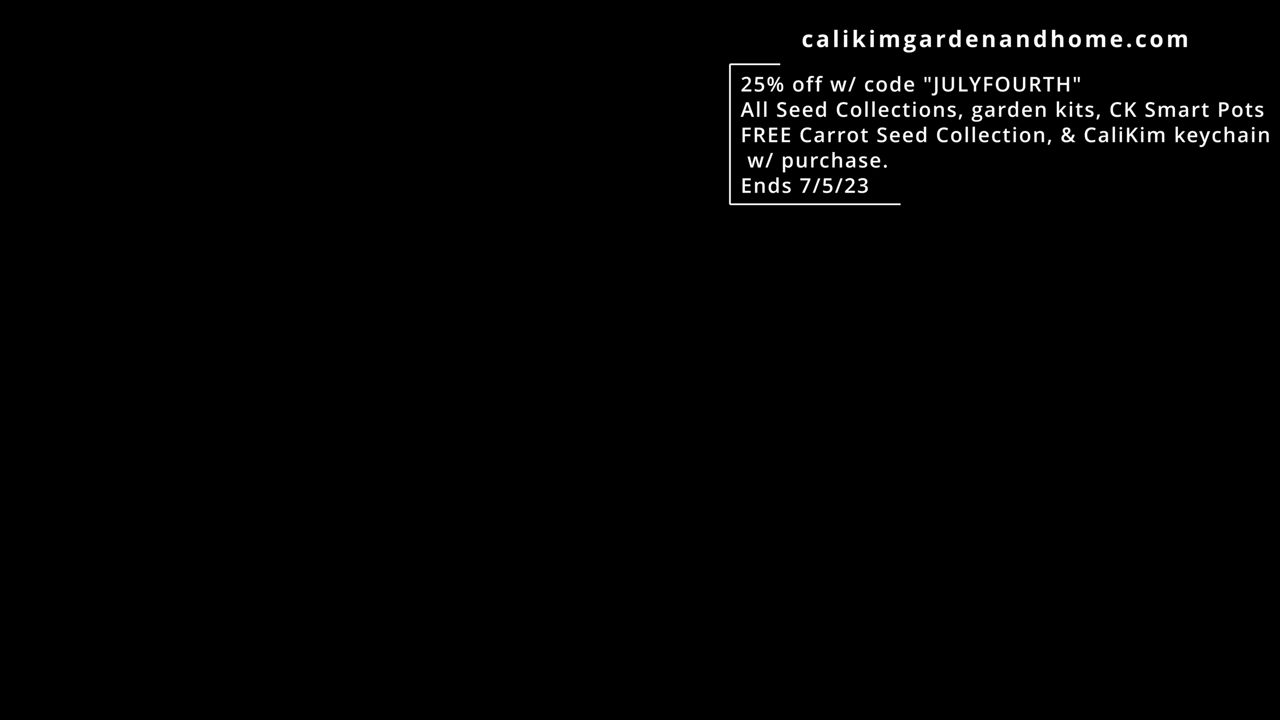 calikimgardenandhome.com
25% off w/ code "JULYFOURTH"
All Seed Collections, garden kits, CK Smart Pots
FREE Carrot Seed Collection, & CaliKim keychain
w/ purchase.
Ends 7/5/23